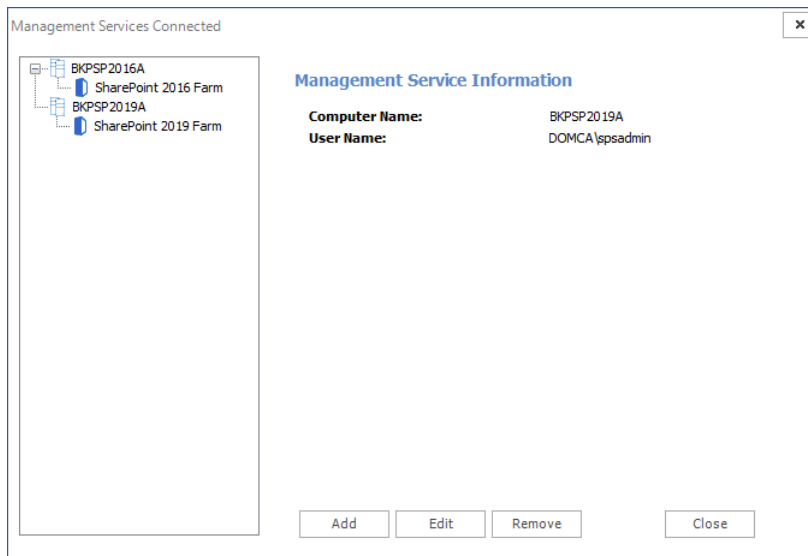 Management Services Connected
BKPSP2016A
SharePoint 2016 Farm
BKPSP2019A
SharePoint 2019 Farm
Management Service Information
Computer Name: BKPSP2019A
User Name: DOMCA\spsadmin
Add Edit Remove Close